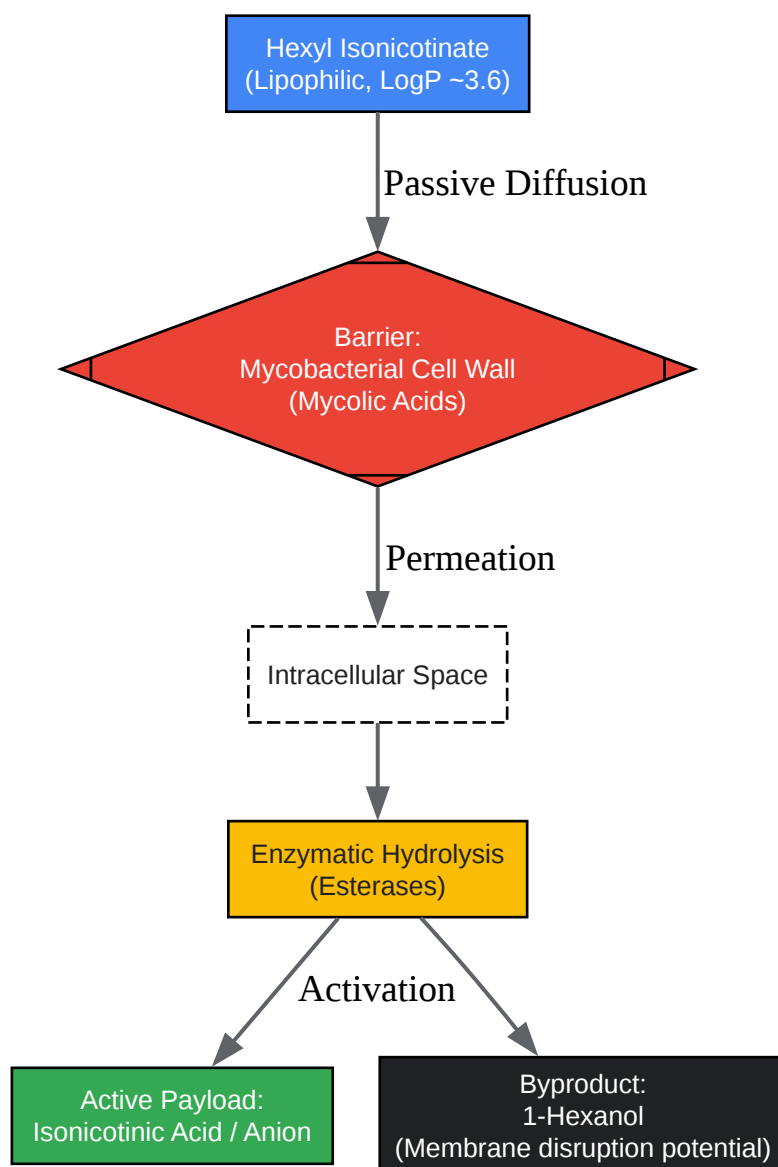 Hexyl Isonicotinate
(Lipophilic, LogP ~3.6)
Passive Diffusion
Barrier:
Mycobacterial Cell Wall
(Mycolic Acids)
Permeation
Intracellular Space
Enzymatic Hydrolysis
(Esterases)
Activation
Active Payload:
Isonicotinic Acid / Anion
Byproduct:
1-Hexanol
(Membrane disruption potential)